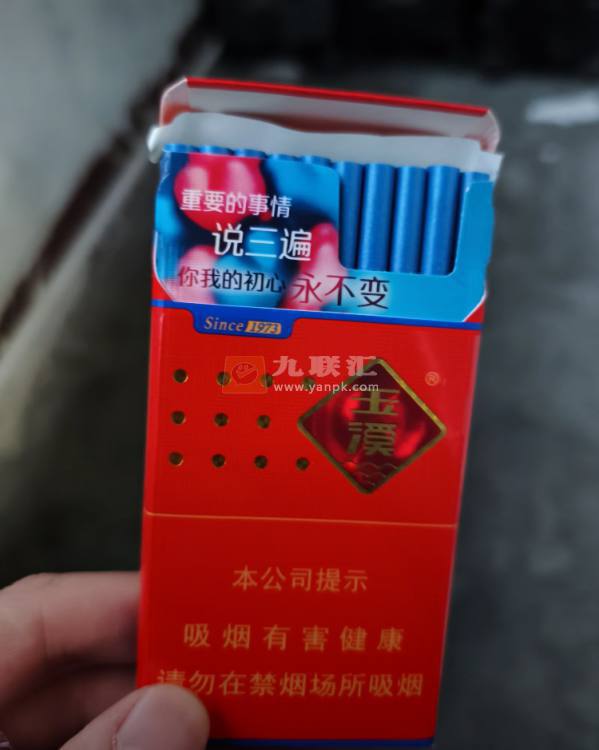 重要的事情
说三遍
你我的初心 永不变
Since 1973
九联汇
www.yanpk.com
玉溪
®
本公司提示
吸烟有害健康
请勿在禁烟场所吸烟